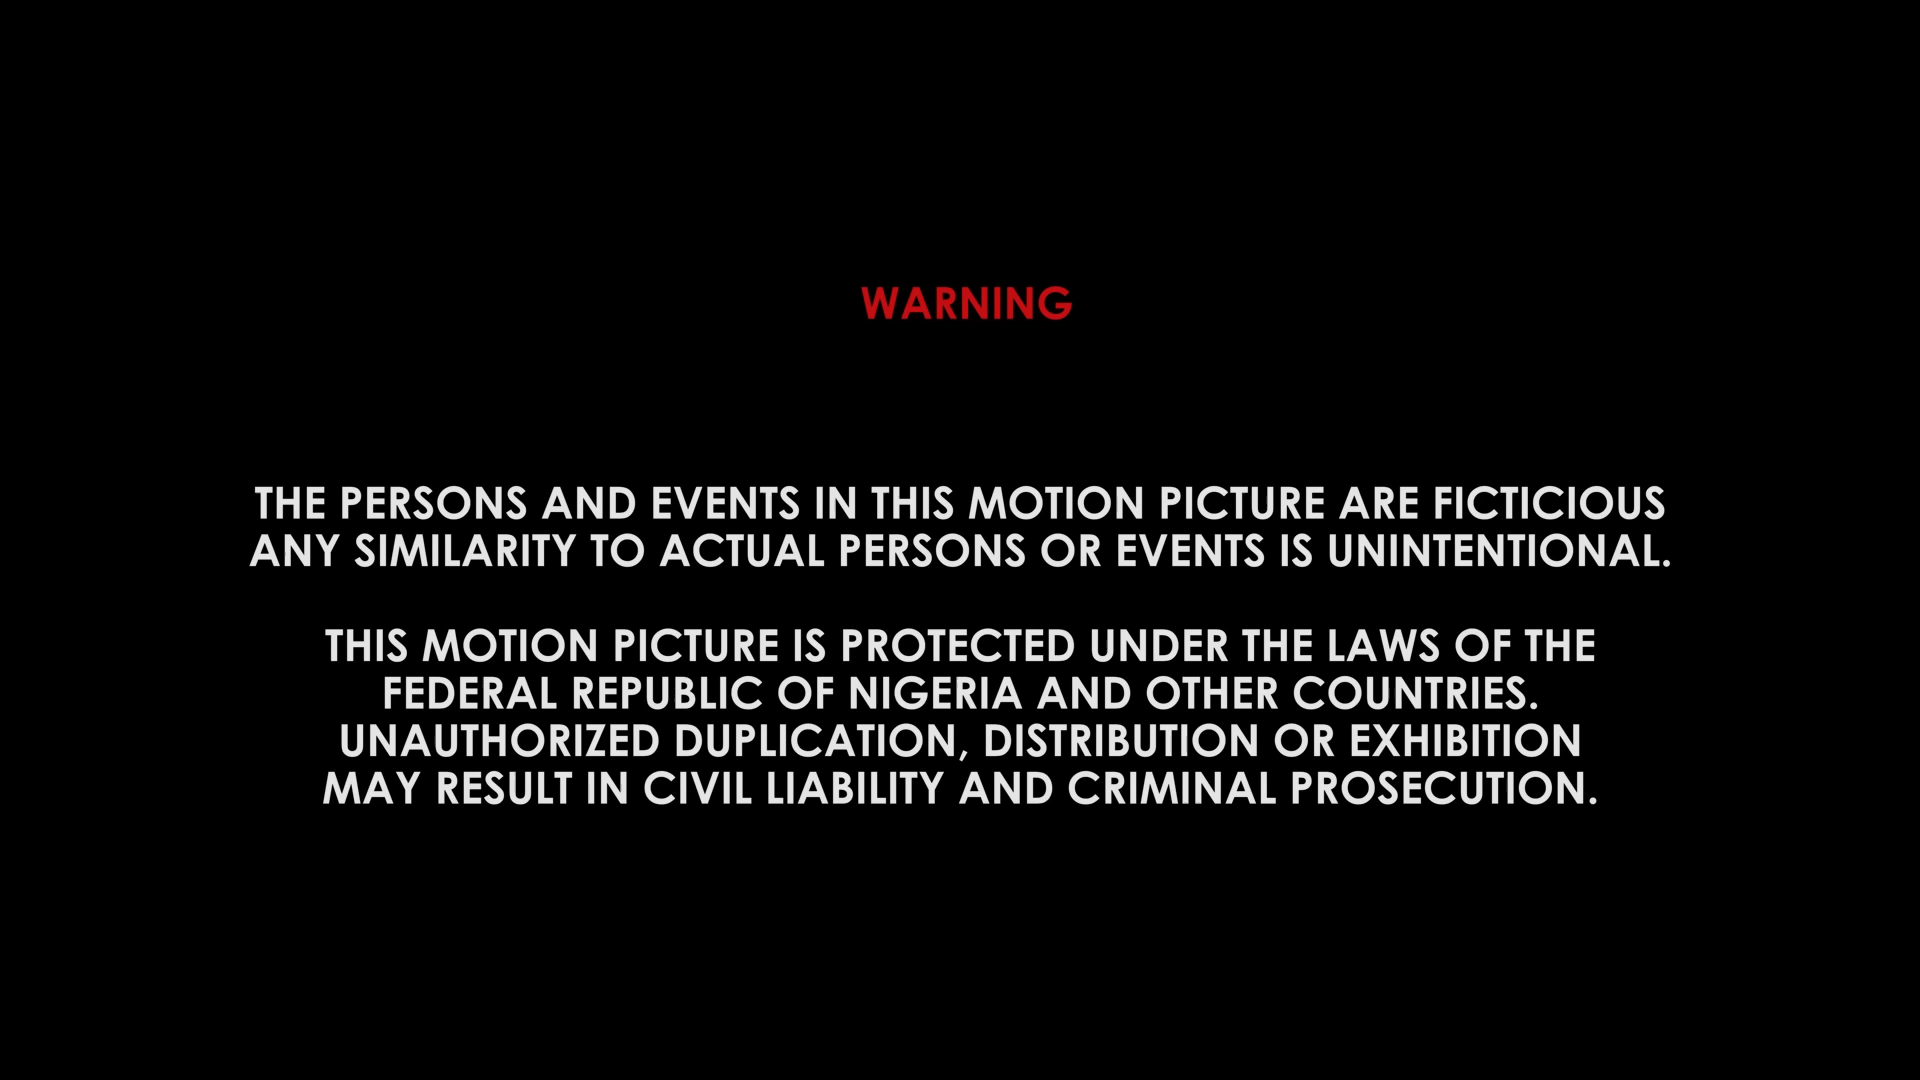 WARNING
THE PERSONS AND EVENTS IN THIS MOTION PICTURE ARE FICTICIOUS
ANY SIMILARITY TO ACTUAL PERSONS OR EVENTS IS UNINTENTIONAL.
THIS MOTION PICTURE IS PROTECTED UNDER THE LAWS OF THE
FEDERAL REPUBLIC OF NIGERIA AND OTHER COUNTRIES.
UNAUTHORIZED DUPLICATION, DISTRIBUTION OR EXHIBITION
MAY RESULT IN CIVIL LIABILITY AND CRIMINAL PROSECUTION.